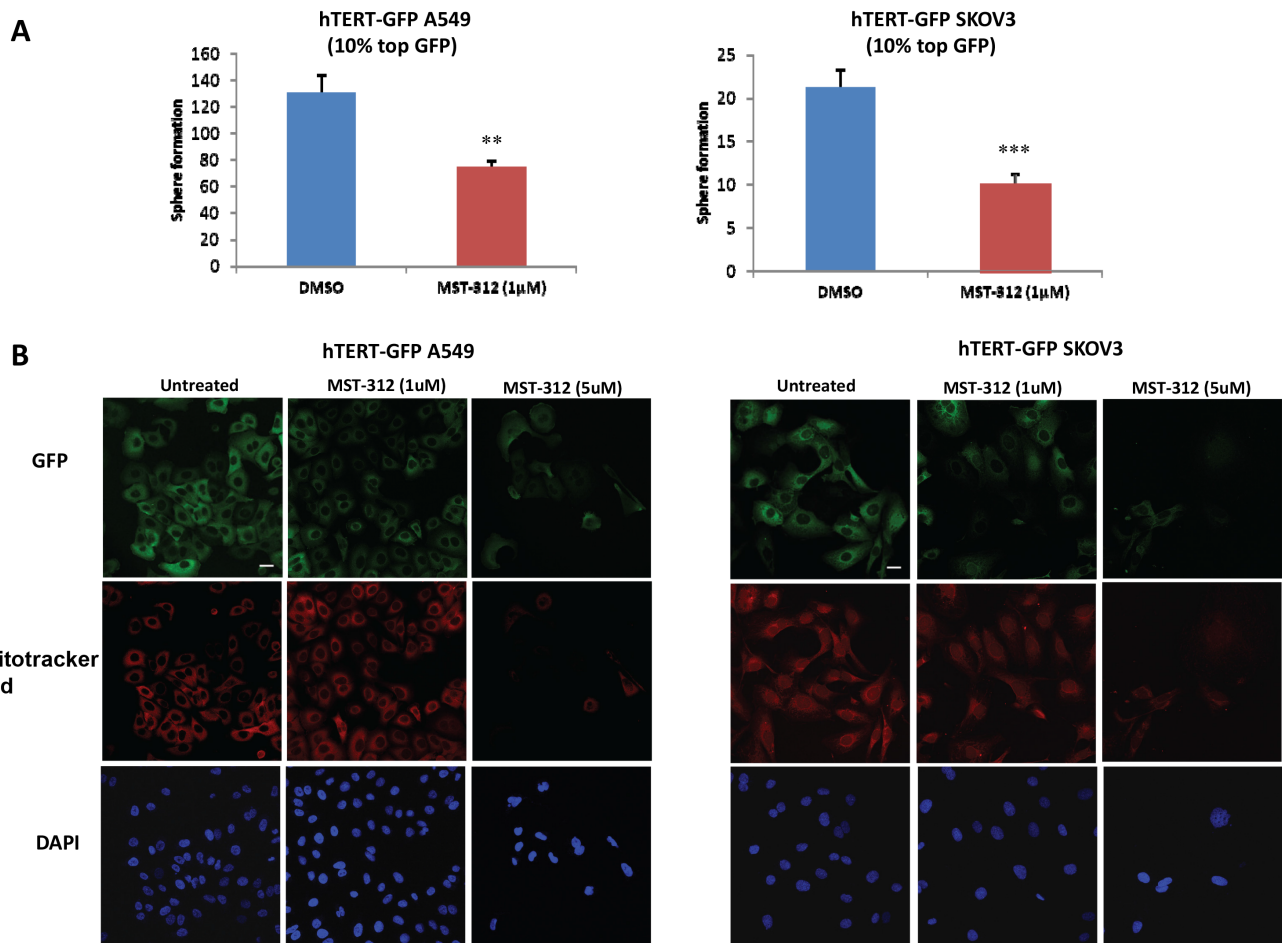 A
hTERT-GFP A549
(10% top GFP)
160
140
120
100
80
60
40
20
0
Sphere formation
**
DMSO
MST-312 (1μM)
hTERT-GFP SKOV3
(10% top GFP)
25
20
15
10
5
0
Sphere formation
***
DMSO
MST-312 (1μM)
B
hTERT-GFP A549
Untreated
MST-312 (1uM)
MST-312 (5uM)
hTERT-GFP SKOV3
Untreated
MST-312 (1uM)
MST-312 (5uM)
GFP
itotracker
d
DAPI